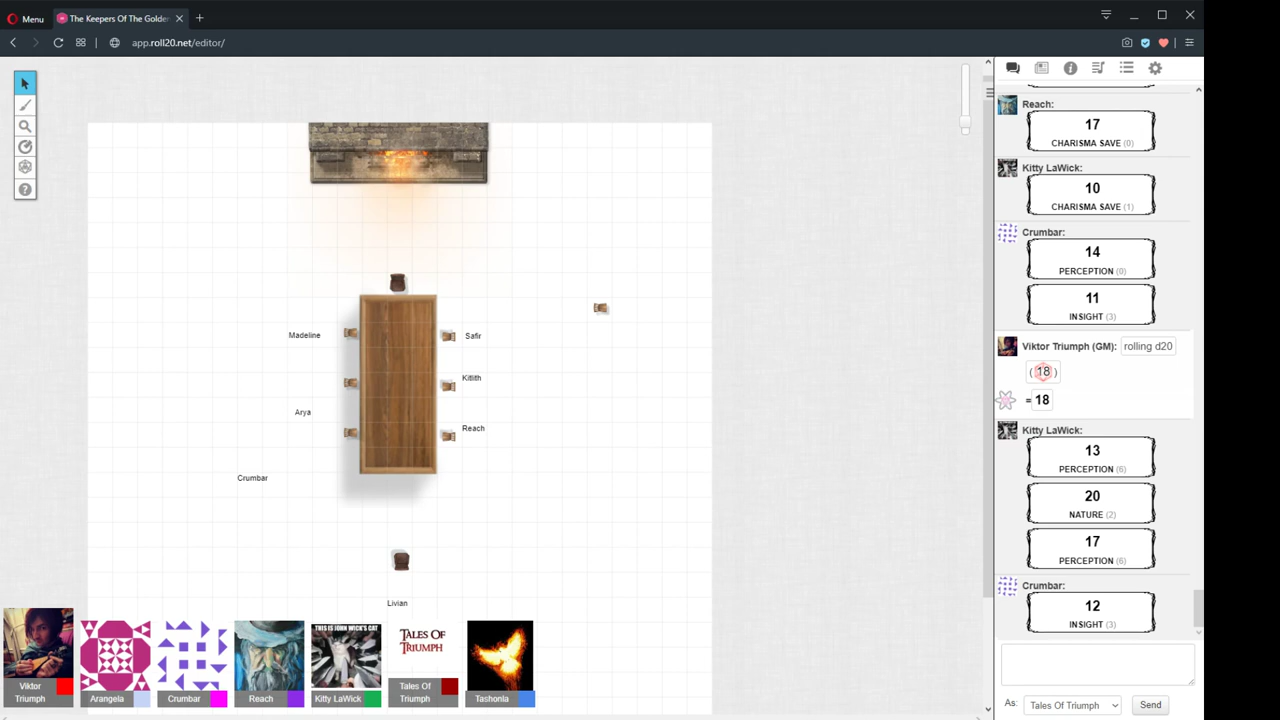 Menu
The Keepers Of The Golde
app.roll20.net/editor/
Madeline
Safir
Kitlith
Arya
Reach
Crumbar
Livian
THIS IS JOHN WICK'S CAT
TALES OF
TRIUMPH
Viktor
Triumph
Arangela
Crumbar
Reach
Kitty LaWick
Tales Of
Triumph
Tashonla
Reach:
17
CHARISMA SAVE (0)
Kitty LaWick:
10
CHARISMA SAVE (1)
Crumbar:
14
PERCEPTION (0)
11
INSIGHT (3)
Viktor Triumph (GM): rolling d20
(18)
= 18
Kitty LaWick:
13
PERCEPTION (6)
20
NATURE (2)
17
PERCEPTION (6)
Crumbar:
12
INSIGHT (3)
As: Tales Of Triumph Send